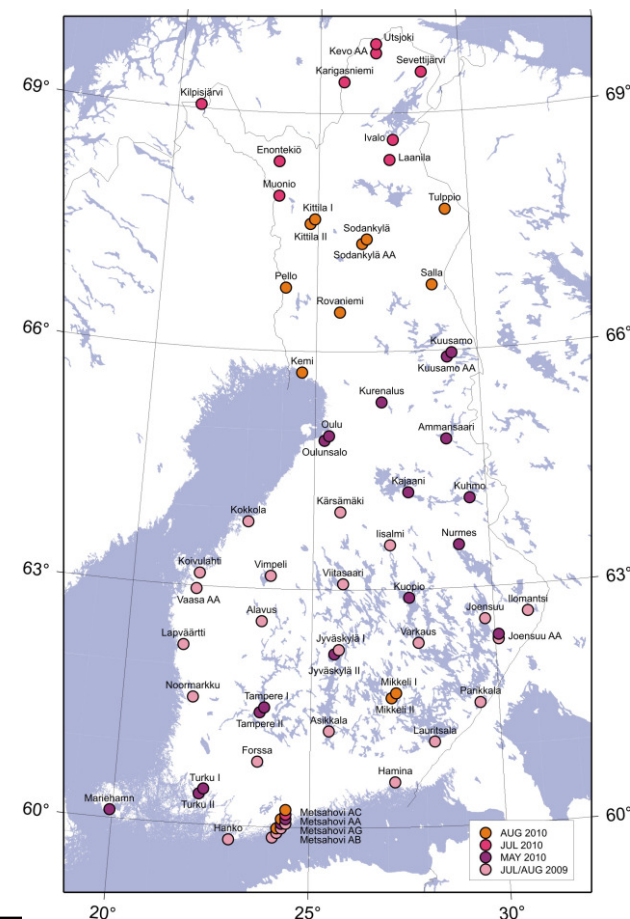 Utsjoki
Kevo AA
Sevettijärvi
Karigasniemi
69°
69°
Kilpisjärvi
Ivalo
Laanila
Enontekiö
Muonio
Tulppio
Kittila I
Kittila II
Sodankylä
Sodankylä AA
Pello
Salla
Rovaniemi
66°
66°
Kuusamo
Kuusamo AA
Kemi
Kurenalus
Oulu
Oulunsalo
Ammansaari
Kajaani
Kuhmo
Kärsämäki
Kokkola
Iisalmi
Nurmes
63°
63°
Koivulahti
Vimpeli
Viitasaari
Vaasa AA
Kuopio
Joensuu
Ilomantsi
Alavus
Lapväärtti
Jyväskylä I
Varkaus
Joensuu AA
Jyväskylä II
Noormarkku
Tampere I
Tampere II
Mikkeli I
Mikkeli II
Parikkala
Asikkala
Lauritsala
Forssa
Turku I
Turku II
Hamina
Mariehamn
60°
60°
Hanko
Metsahovi AC
Metsahovi AA
Metsahovi AG
Metsahovi AB
AUG 2010
JUL 2010
MAY 2010
JUL/AUG 2009
20°
25°
30°